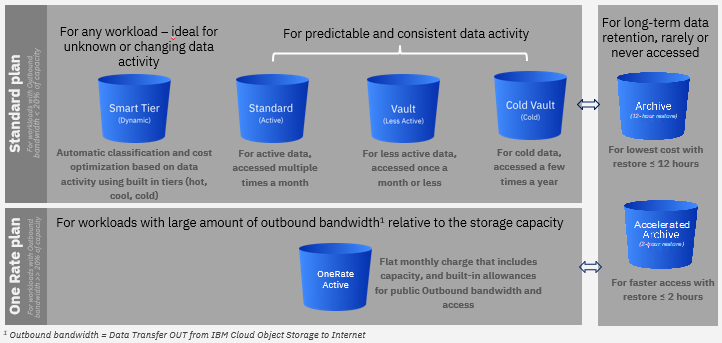 Standard plan
For workloads with Outbound
bandwidth < 20% of capacity
For any workload – ideal for
unknown or changing data
activity
For predictable and consistent data activity
Smart Tier
(Dynamic)
Standard
(Active)
Vault
(Less Active)
Cold Vault
(Cold)
Automatic classification and cost
optimization based on data
activity using built in tiers (hot,
cool, cold)
For active data,
accessed multiple
times a month
For less active data,
accessed once a
month or less
For cold data,
accessed a few
times a year
For long-term data
retention, rarely or
never accessed
Archive
(12-hour restore)
For lowest cost with
restore ≤ 12 hours
Accelerated
Archive
(2-hour restore)
For faster access with
restore ≤ 2 hours
One Rate plan
For workloads with Outbound
bandwidth >= 20% of capacity
For workloads with large amount of outbound bandwidth¹ relative to the storage capacity
OneRate
Active
Flat monthly charge that includes
capacity, and built-in allowances
for public Outbound bandwidth and
access
¹ Outbound bandwidth = Data Transfer OUT from IBM Cloud Object Storage to Internet